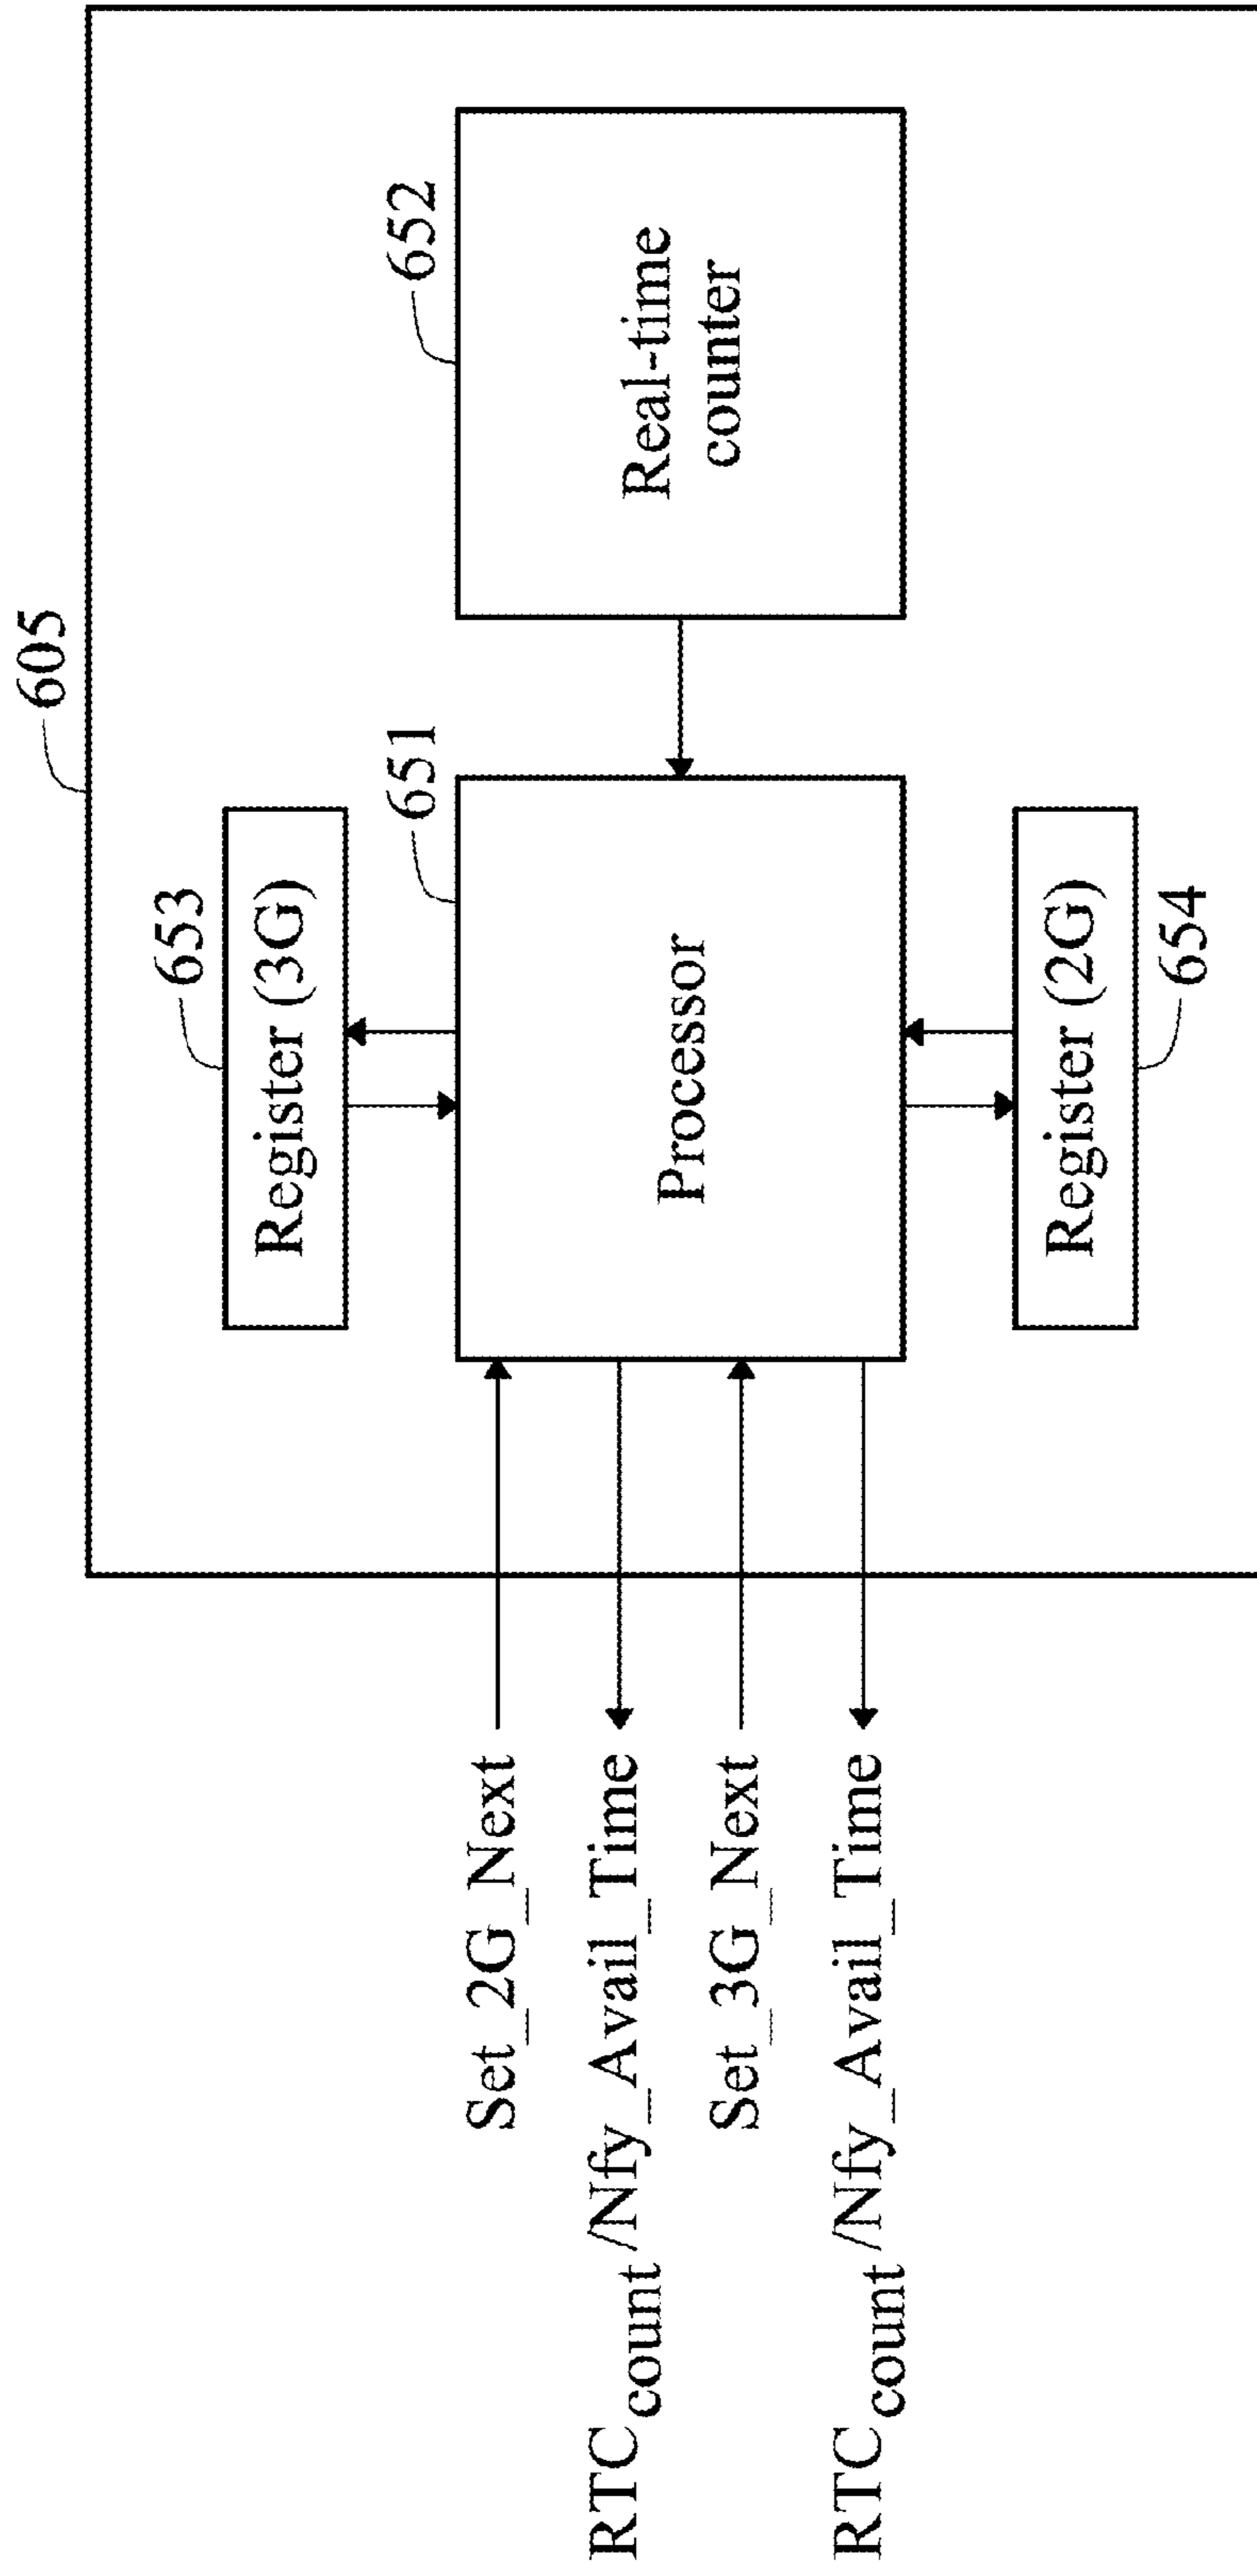 605
653
Register (3G)
651
652
Set_2G_Next
RTCcount/Nfy_Avail_Time
Set_3G_Next
RTCcount/Nfy_Avail_Time
Processor
Real-time
counter
Register (2G)
654